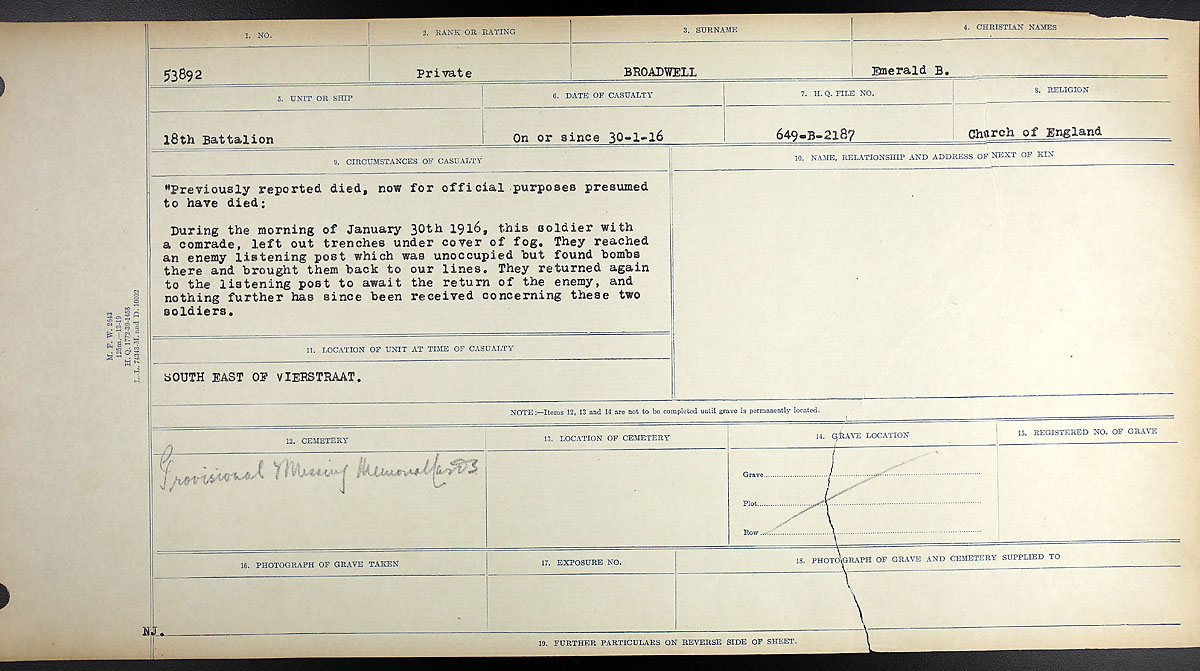 1. NO.
2. RANK OR RATING
3. SURNAME
4. CHRISTIAN NAMES
53892
Private
BROADWELL
Emerald B.
5. UNIT OR SHIP
6. DATE OF CASUALTY
7. H. Q. FILE NO.
8. RELIGION
18th Battalion
On or since 30-1-16
649-B-2187
Church of England
9. CIRCUMSTANCES OF CASUALTY
10. NAME, RELATIONSHIP AND ADDRESS OF NEXT OF KIN
"Previously reported died, now for official purposes presumed
to have died:
During the morning of January 30th 1916, this soldier with
a comrade, left out trenches under cover of fog. They reached
an enemy listening post which was unoccupied but found bombs
there and brought them back to our lines. They returned again
to the listening post to await the return of the enemy, and
nothing further has since been received concerning these two
soldiers.
M. F. W. 2643
125m.—12-19
H. Q. 1772-39-1458
11. LOCATION OF UNIT AT TIME OF CASUALTY
SOUTH EAST OF VIERSTRAAT.
NOTE:—Items 12, 13 and 14 are not to be completed until grave is permanently located.
12. CEMETERY
13. LOCATION OF CEMETERY
14. GRAVE LOCATION
15. REGISTERED NO. OF GRAVE
Provisional Missing Memorial
Grave
Plot
Row
16. PHOTOGRAPH OF GRAVE TAKEN
17. EXPOSURE NO.
18. PHOTOGRAPH OF GRAVE AND CEMETERY SUPPLIED TO
NJ.
19. FURTHER PARTICULARS ON REVERSE SIDE OF SHEET.